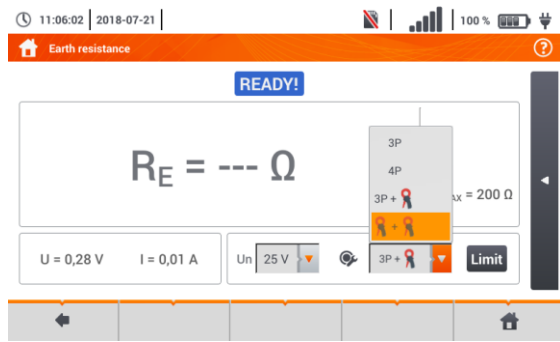 11:06:02 2018-07-21 100 %
Earth resistance
READY!
RE = --- Ω
3P
4P
3P +
+
= 200 Ω
U = 0,28 V I = 0,01 A Un 25 V 3P + Limit